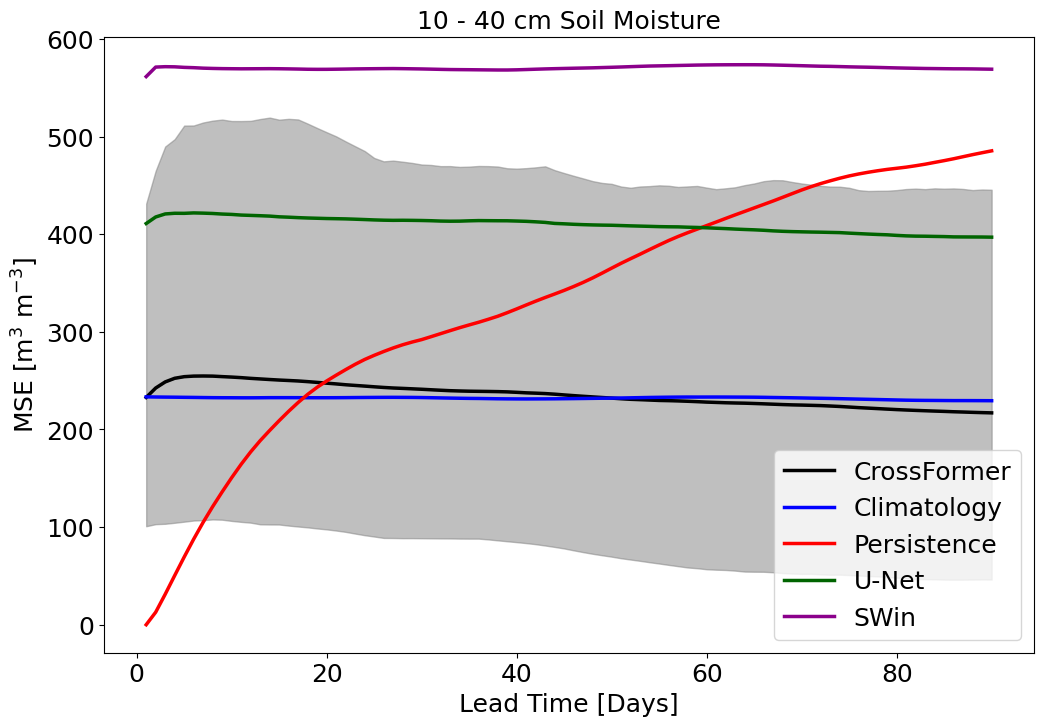 10 - 40 cm Soil Moisture
MSE [m³ m⁻³]
600
500
400
300
200
100
0
0 20 40 60 80
Lead Time [Days]
CrossFormer
Climatology
Persistence
U-Net
SWin